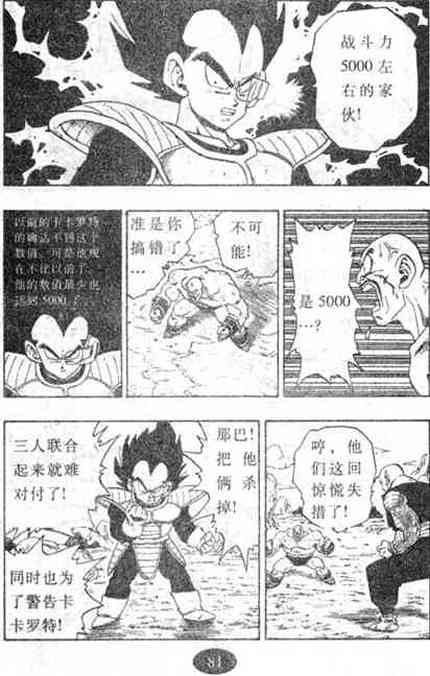 战斗力
5000左
右的家
伙!
是5000
…?
不可
能!
准是你
搞错了
…
以前的卡卡罗特
的确达不到这个
数值,可是他现
在不比以前了,
他的数值最少也
达到5000了…
哼,他
们这回
惊慌失
措了!
那巴!
把他
俩杀
掉!
三人联合
起来就难
对付了!
同时也为
了警告卡
卡罗特!
81